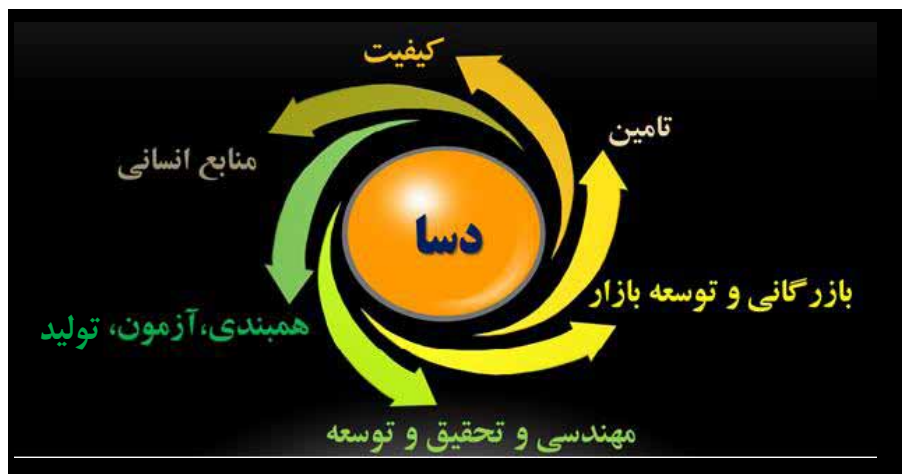 کیفیت
تامین
منابع انسانی
دسا
بازرگانی و توسعه بازار
همبندی،آزمون، تولید
مهندسی و تحقیق و توسعه